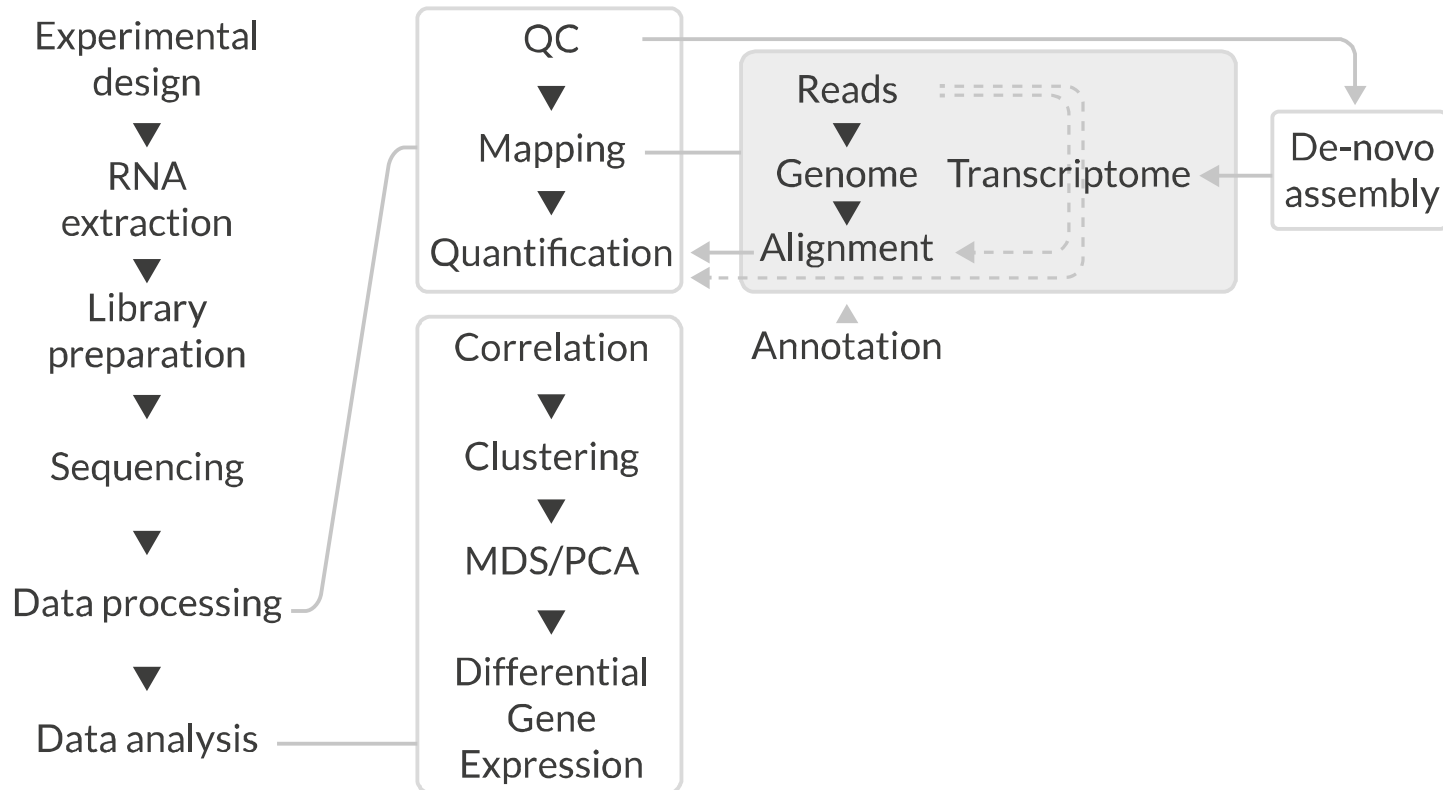 Experimental
design
RNA
extraction
Library
preparation
Sequencing
Data processing
Data analysis
QC
Mapping
Quantification
Reads
Genome
Transcriptome
Alignment
De-novo
assembly
Annotation
Correlation
Clustering
MDS/PCA
Differential
Gene
Expression